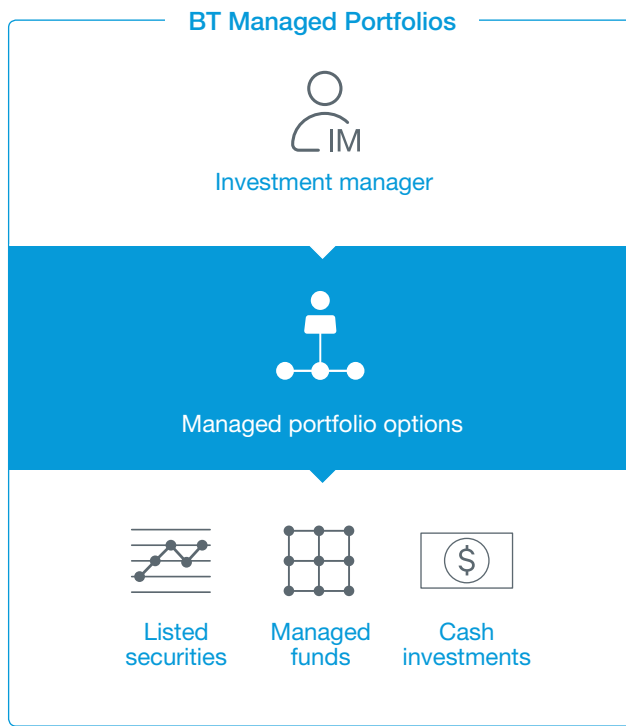 BT Managed Portfolios
IM
Investment manager
Managed portfolio options
$
Listed
securities
Managed
funds
Cash
investments